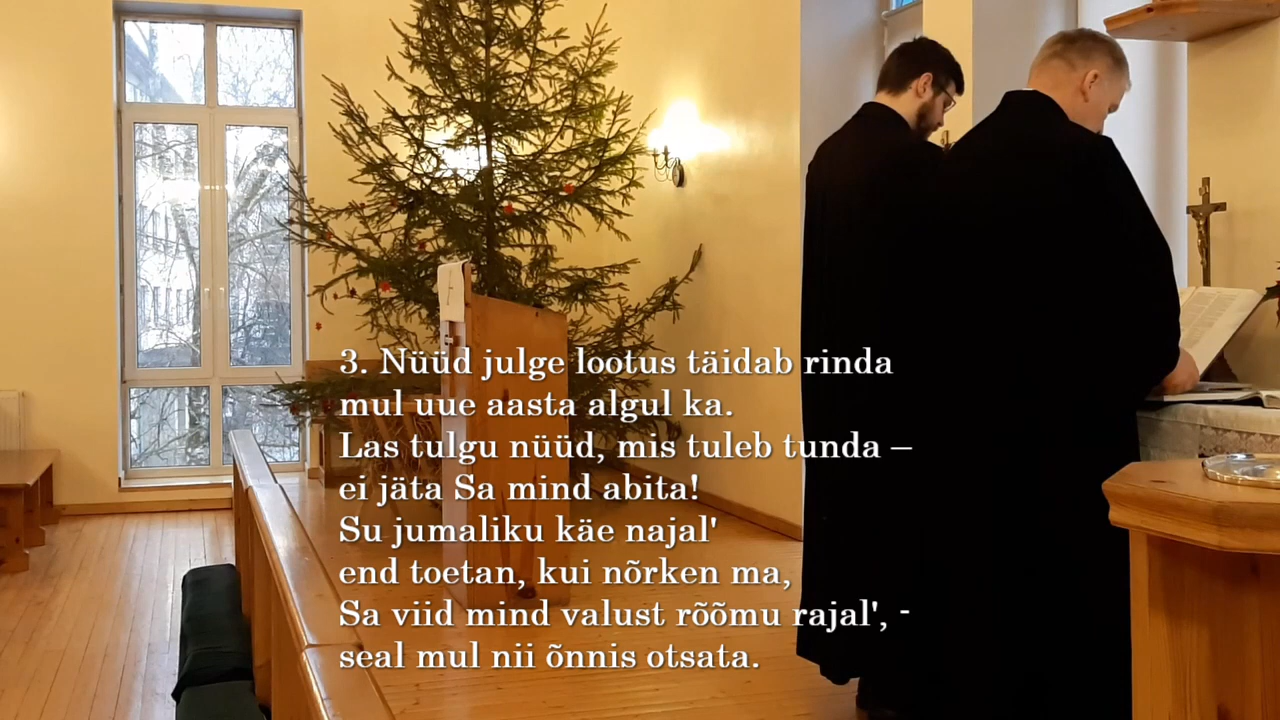 3. Nüüd julge lootus täidab rinda
mul uue aasta algul ka.
Las tulgu nüüd, mis tuleb tunda –
ei jäta Sa mind abita!
Su jumaliku käe najal'
end toetan, kui nõrken ma,
Sa viid mind valust rõõmu rajal', -
seal mul nii õnnis otsata.